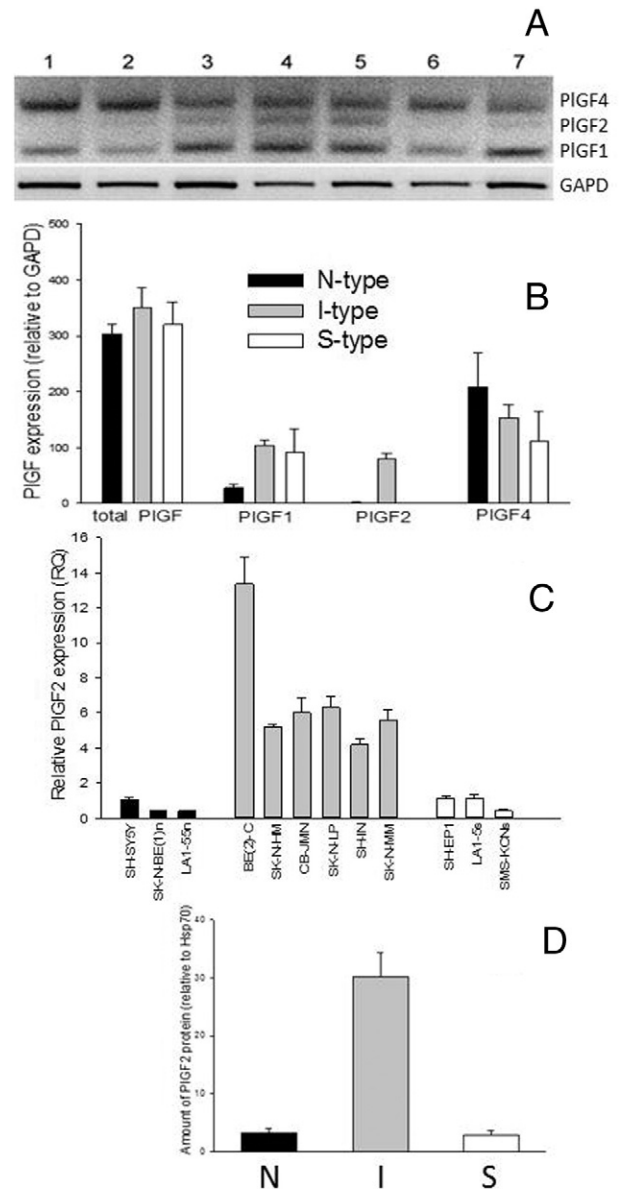 A
1 2 3 4 5 6 7
PlGF4
PlGF2
PlGF1
GAPD
B
PlGF expression (relative to GAPD)
500
400
300
200
100
0
N-type
I-type
S-type
total PlGF PlGF1 PlGF2 PlGF4
C
Relative PlGF2 expression (RQ)
16
14
12
10
8
6
4
2
0
SH-SY5Y
SK-N-BE(1)n
LA1-55n
BE(2)-C
SK-N-HM
CB-JMN
SK-N-LP
SH-IN
SK-N-MM
SH-EP1
LA1-5s
SMS-KCNs
D
Amount of PlGF2 protein (relative to Hsp70)
40
30
20
10
0
N I S